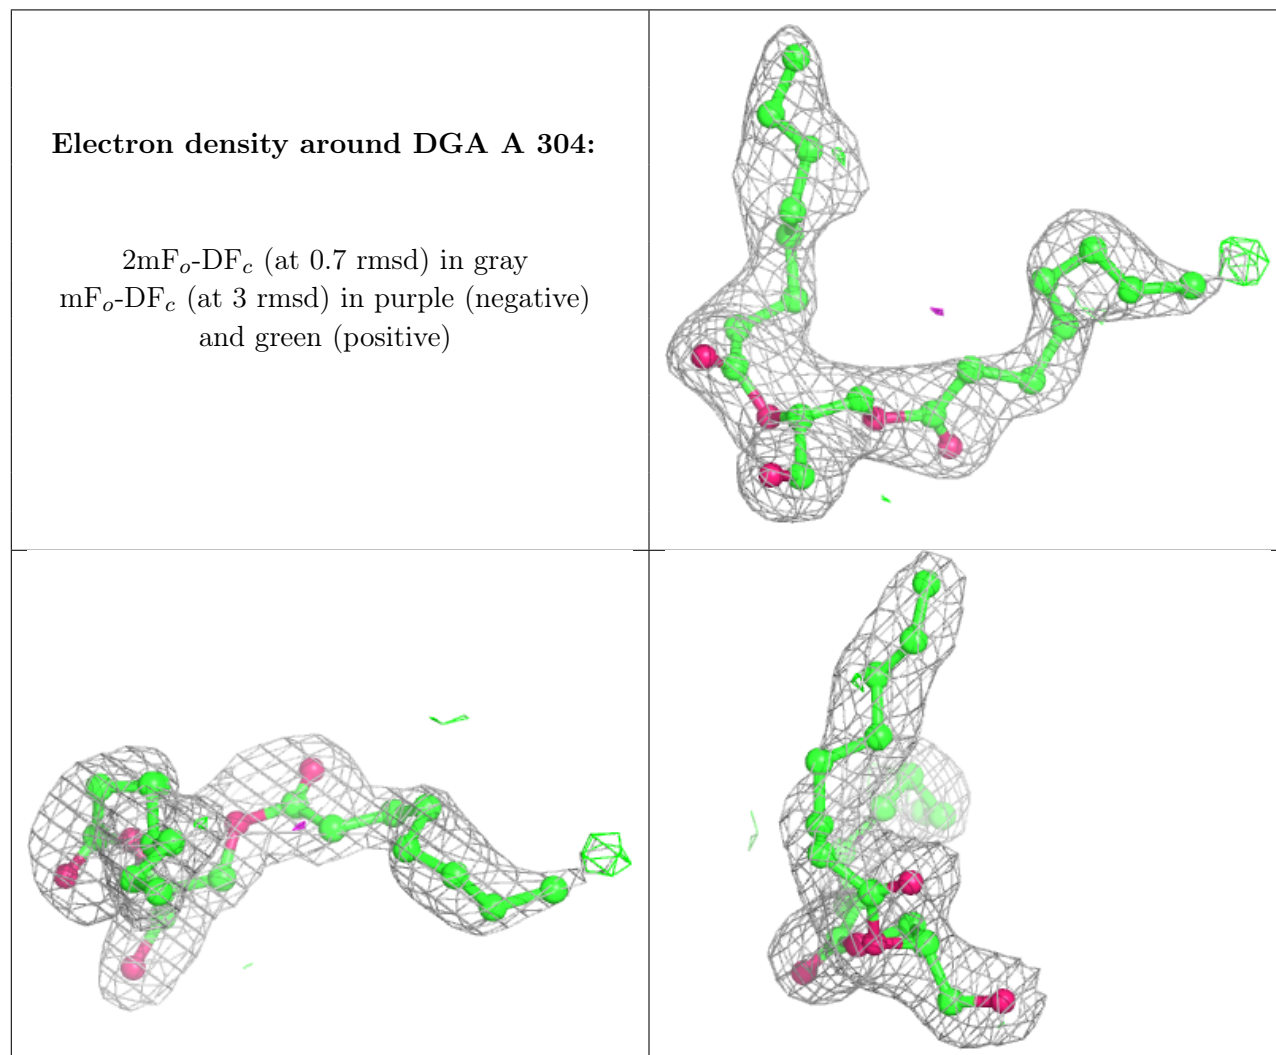 Electron density around DGA A 304:
2mFo-DFc (at 0.7 rmsd) in gray
mFo-DFc (at 3 rmsd) in purple (negative)
and green (positive)